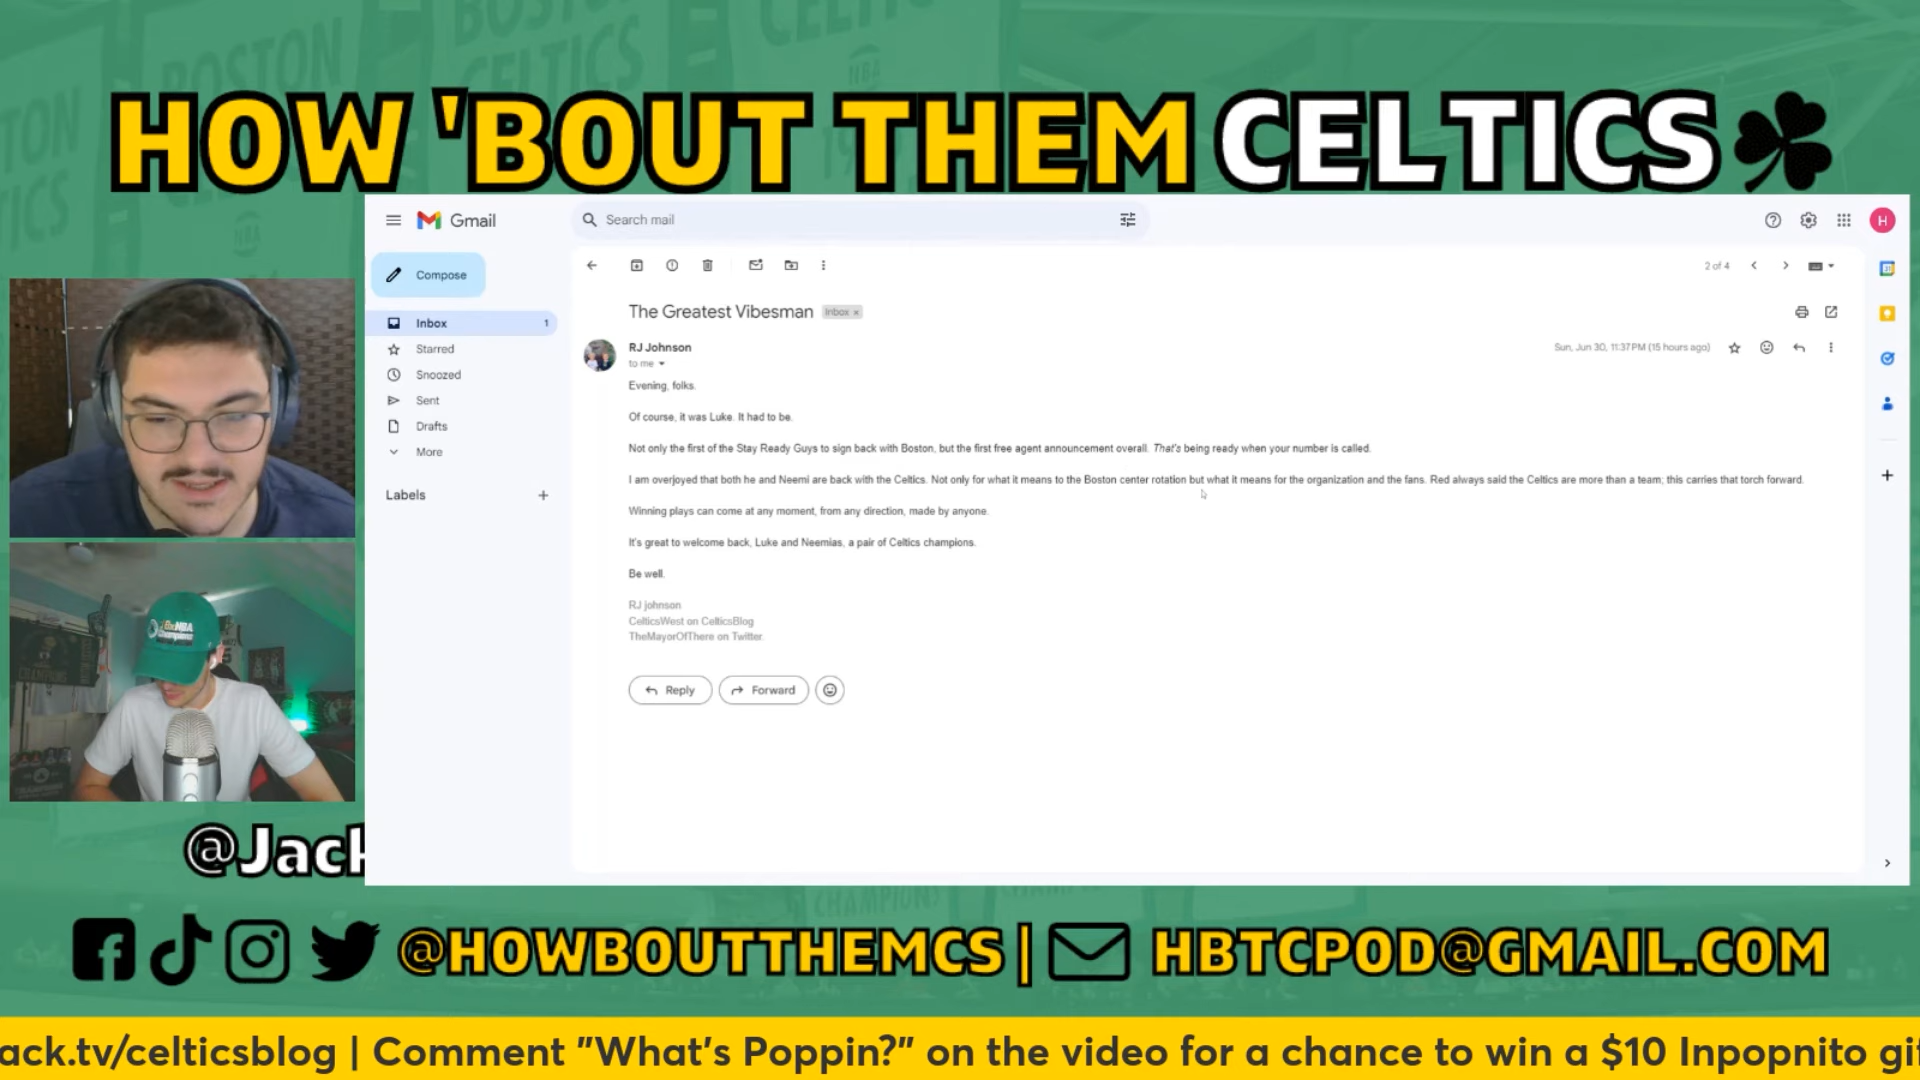 HOW 'BOUT THEM CELTICS
Gmail
Search mail
H
Compose
2 of 4
The Greatest Vibesman
Inbox x
Inbox
1
RJ Johnson
Sun, Jun 30, 11:37 PM (15 hours ago)
to me
Starred
Snoozed
Sent
Drafts
More
Labels
Evening, folks.
Of course, it was Luke. It had to be.
Not only the first of the Stay Ready Guys to sign back with Boston, but the first free agent announcement overall. That's being ready when your number is called.
I am overjoyed that both he and Neemi are back with the Celtics. Not only for what it means to the Boston center rotation but what it means for the organization and the fans. Red always said the Celtics are more than a team; this carries that torch forward.
Winning plays can come at any moment, from any direction, made by anyone.
It's great to welcome back, Luke and Neemias, a pair of Celtics champions.
Be well.
RJ johnson
CelticsWest on CelticsBlog
TheMayorOfThere on Twitter
Reply
Forward
@Jack
@HOWBOUTTHEMCS | HBTCPOD@GMAIL.COM
ack.tv/celticsblog | Comment "What's Poppin?" on the video for a chance to win a $10 Inpopnito gif
BOSTON
CELTICS
BOSTON
CELTICS
CHAMPIONS